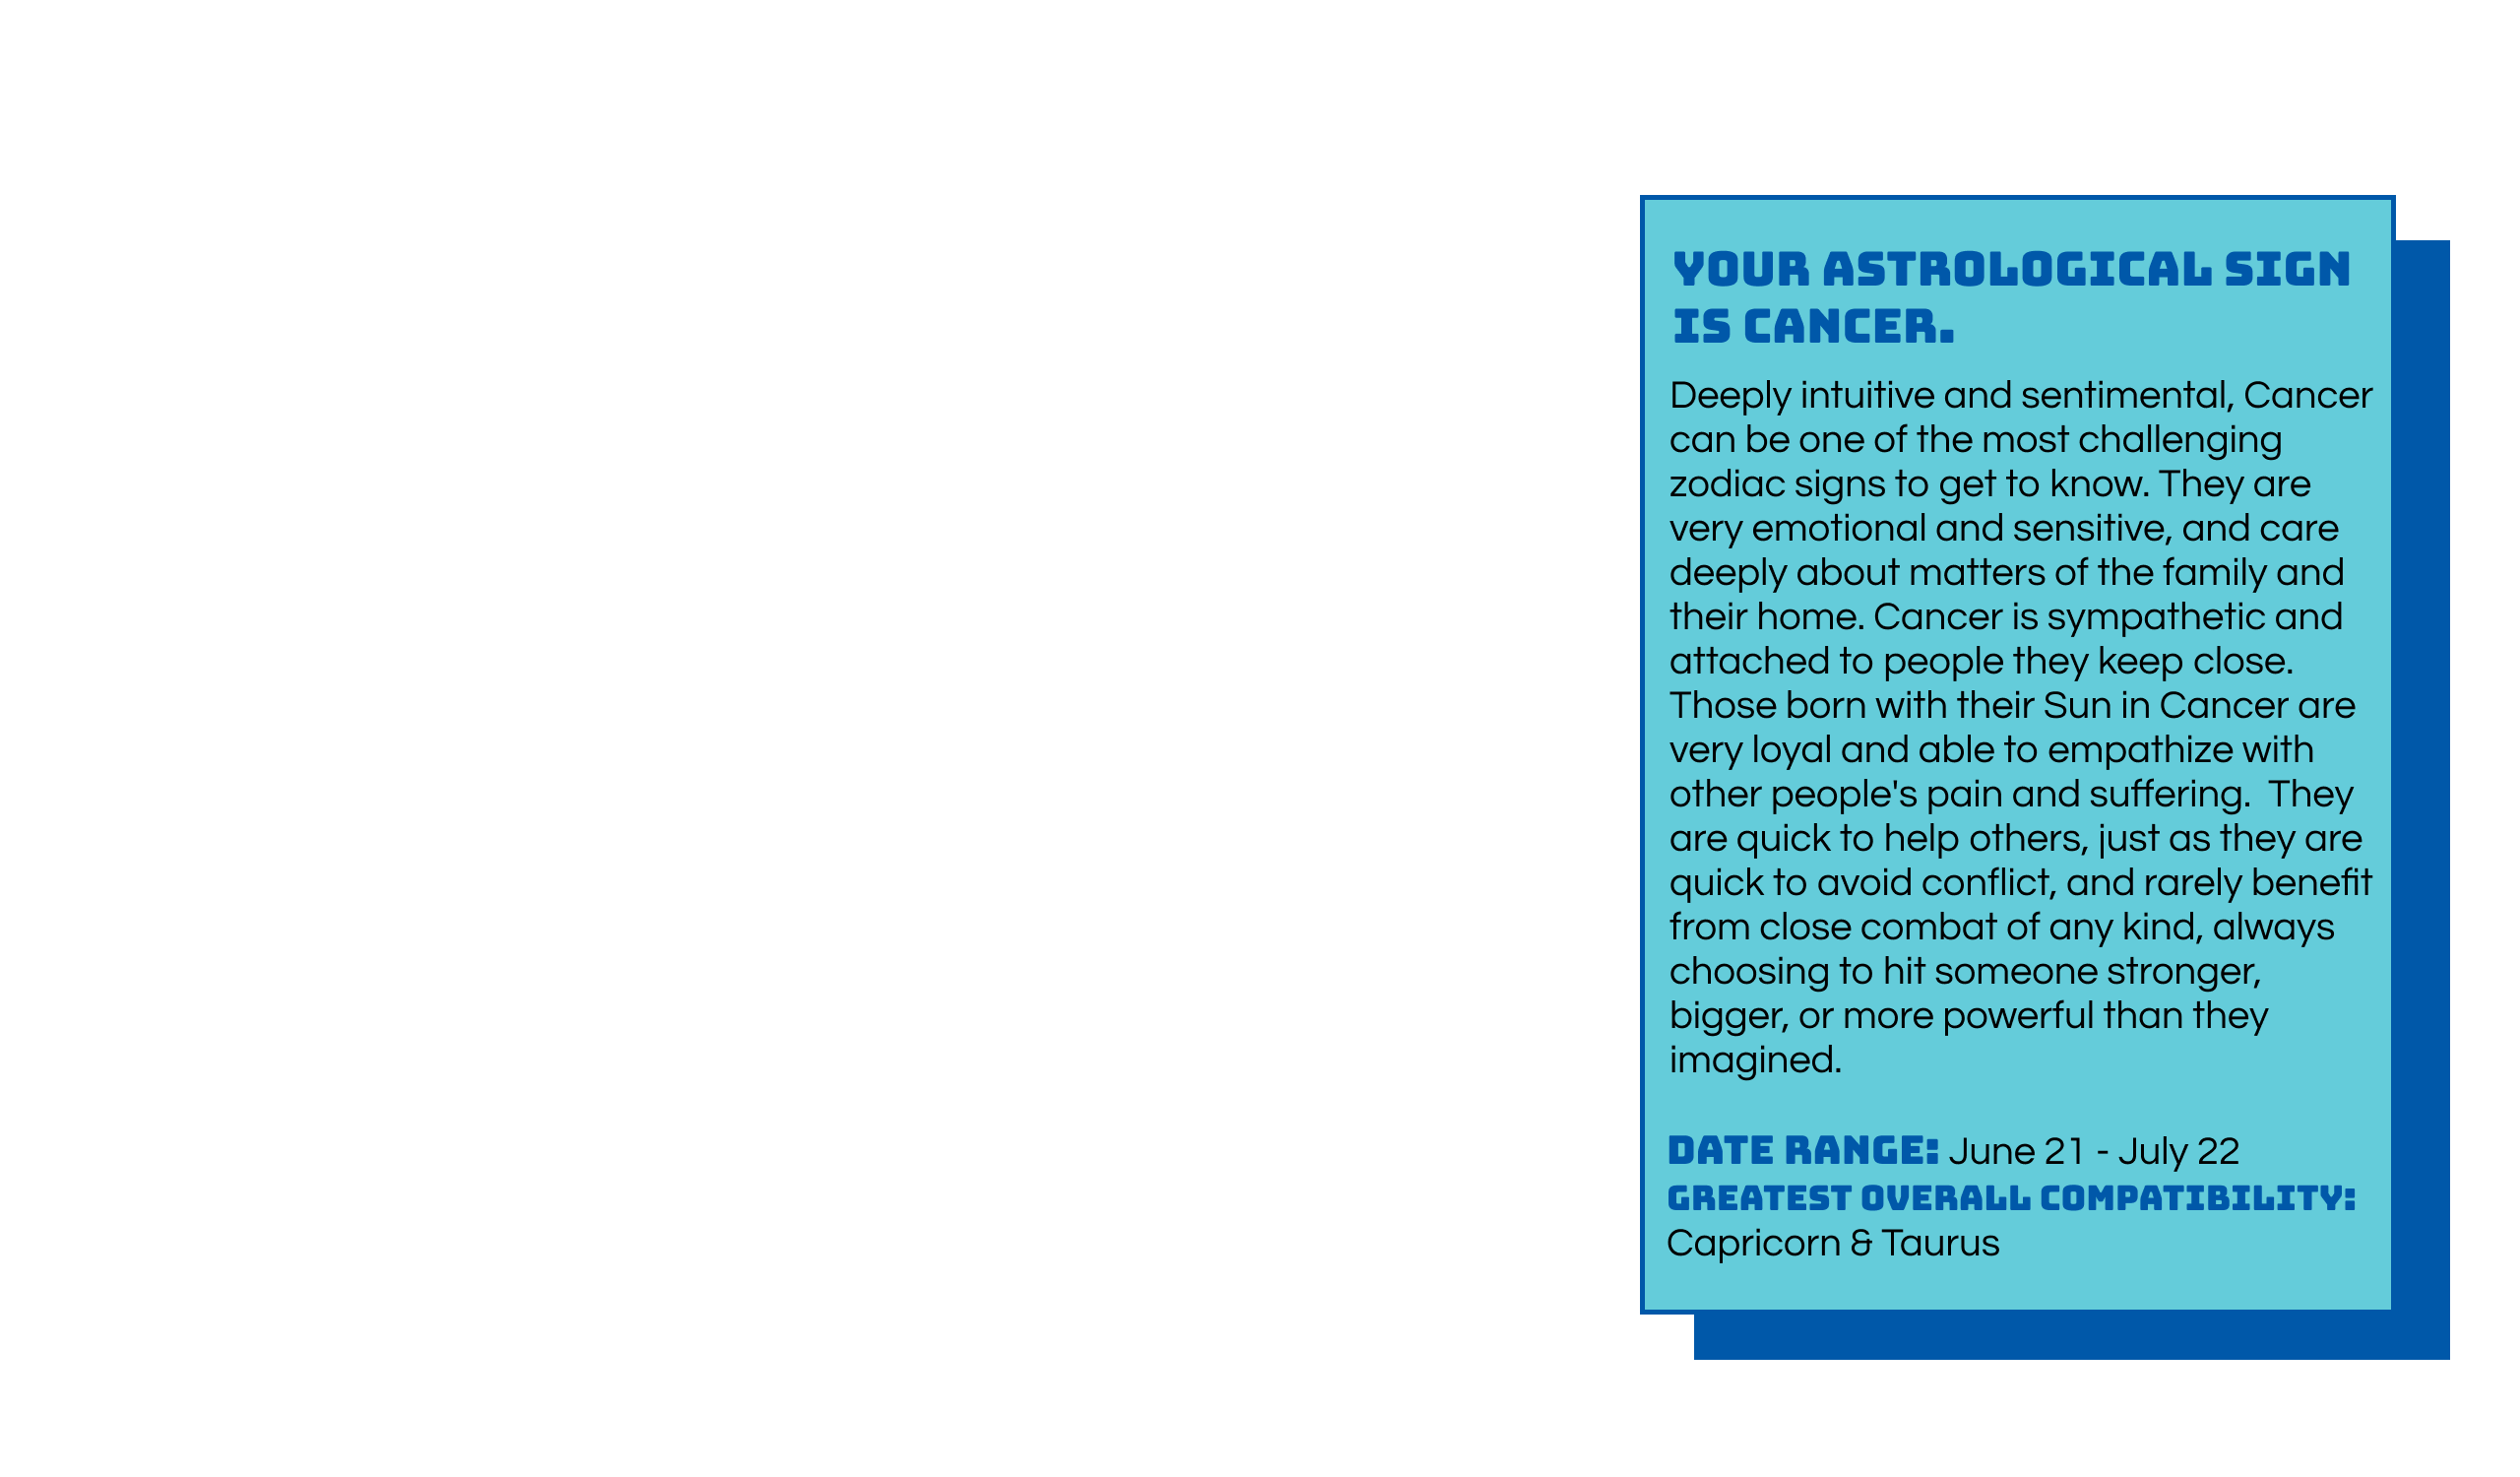 YOUR ASTROLOGICAL SIGN
IS CANCER.
Deeply intuitive and sentimental, Cancer
can be one of the most challenging
zodiac signs to get to know. They are
very emotional and sensitive, and care
deeply about matters of the family and
their home. Cancer is sympathetic and
attached to people they keep close.
Those born with their Sun in Cancer are
very loyal and able to empathize with
other people's pain and suffering.  They
are quick to help others, just as they are
quick to avoid conflict, and rarely benefit
from close combat of any kind, always
choosing to hit someone stronger,
bigger, or more powerful than they
imagined.
DATE RANGE: June 21 - July 22
GREATEST OVERALL COMPATIBILITY:
Capricorn & Taurus